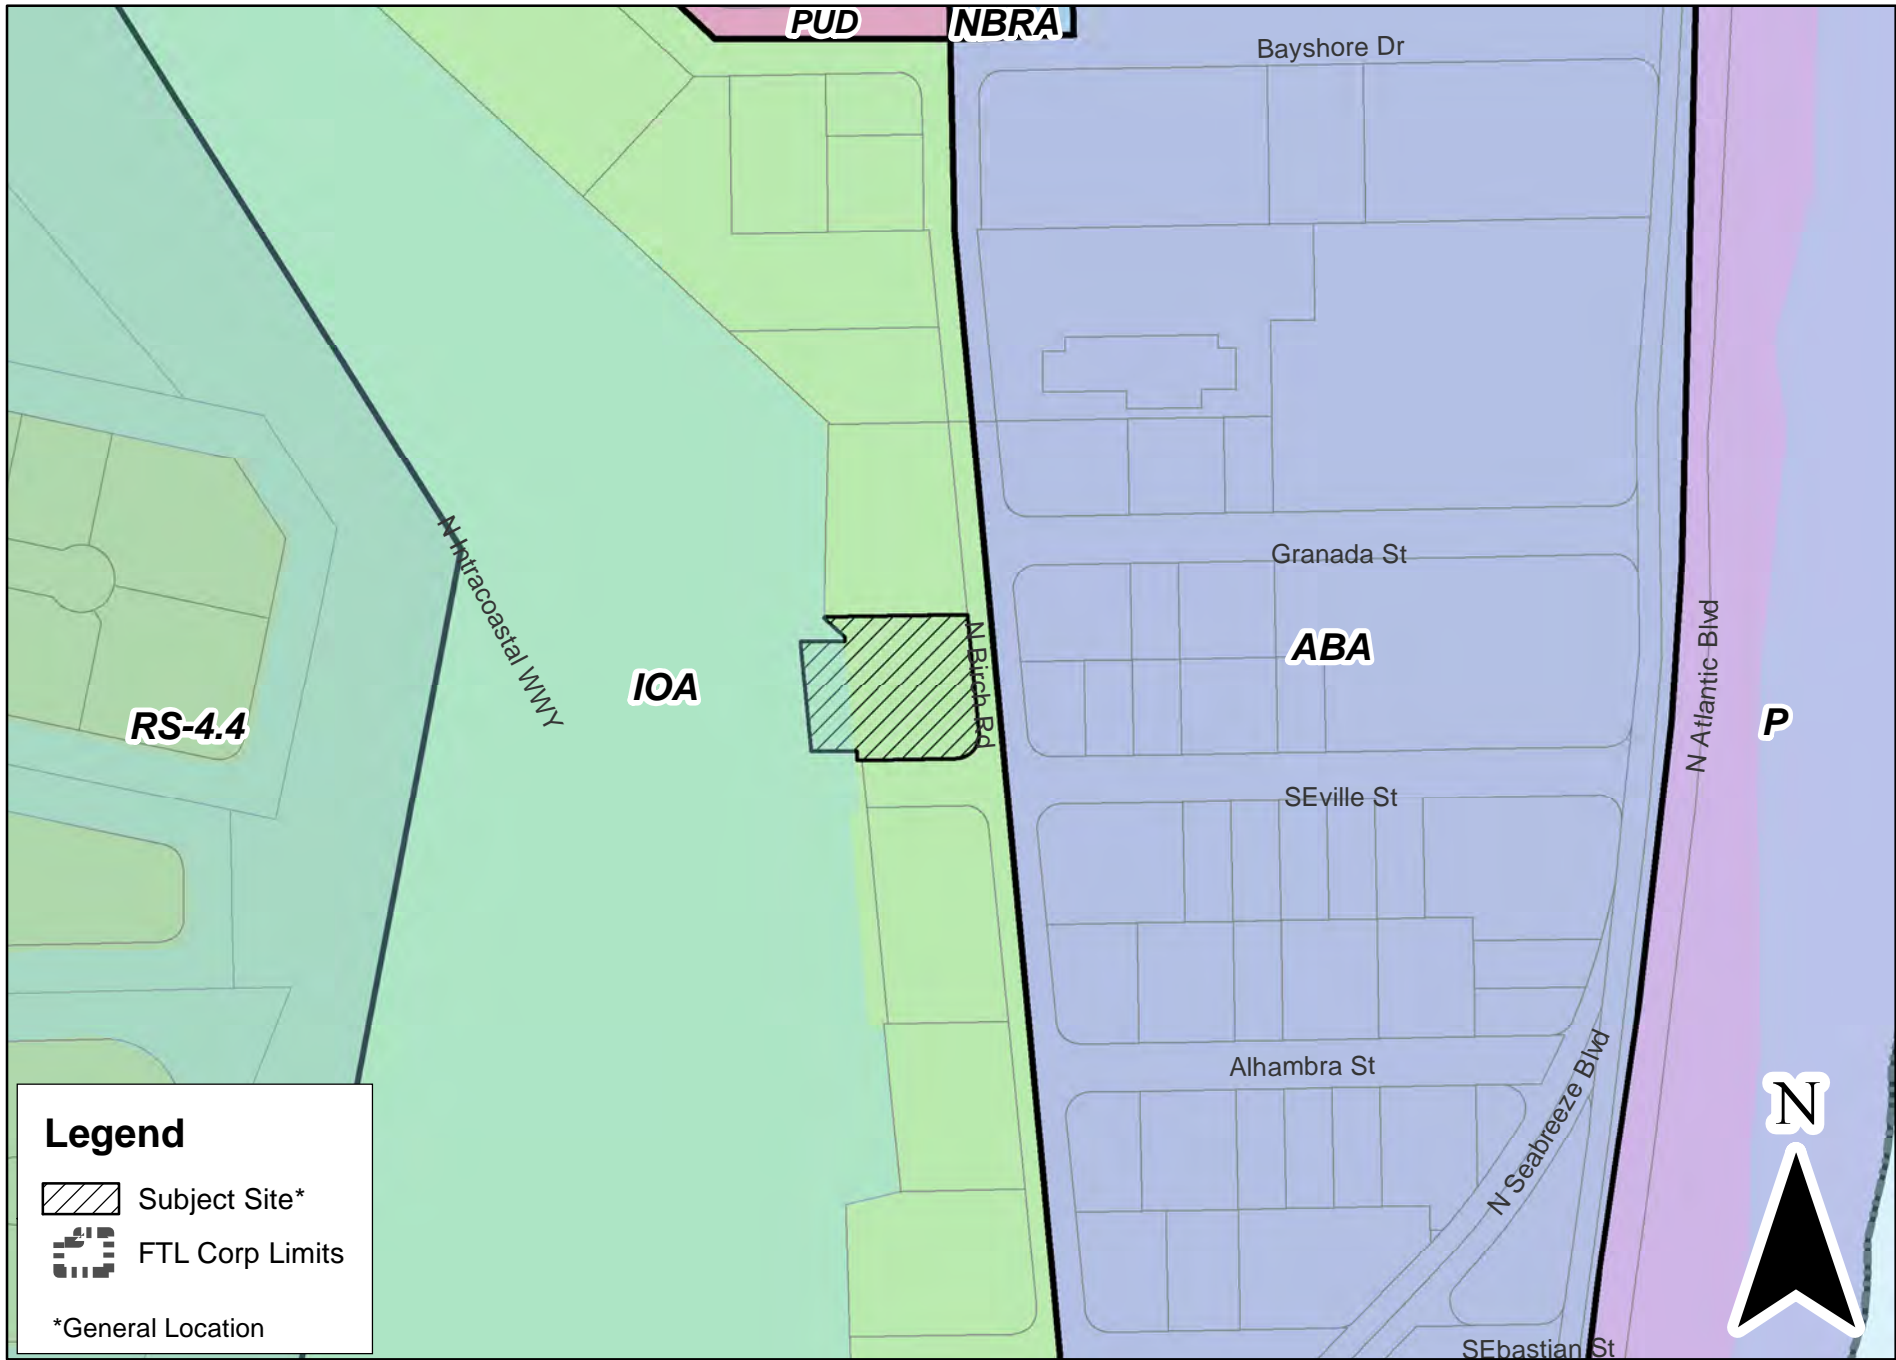 PUD
NBRA
Bayshore Dr
N Intracoastal WWY
Granada St
N Birch Rd
ABA
IOA
N Atlantic Blvd
RS-4.4
P
SEville St
Alhambra St
N Seabreeze Blvd
N
Legend
Subject Site*
FTL Corp Limits
*General Location
SEbastian St